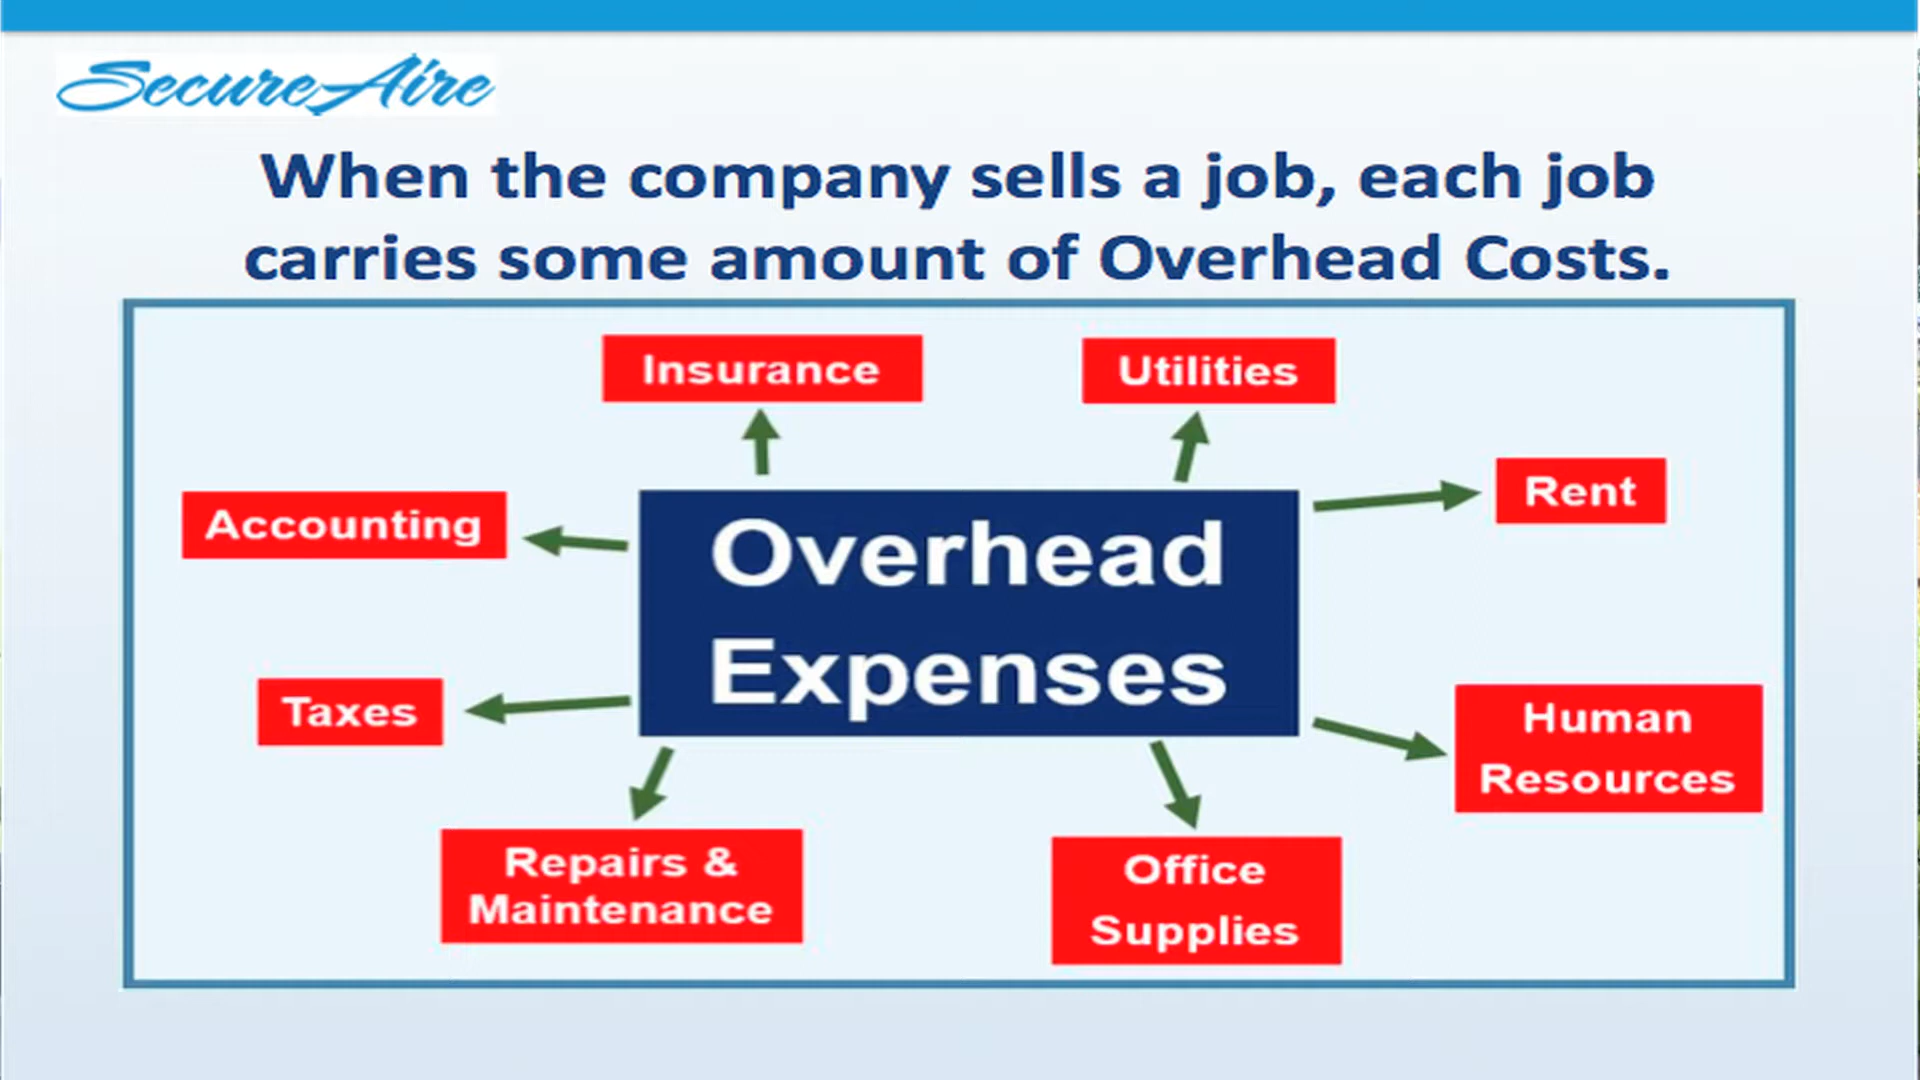 SecureAire
When the company sells a job, each job
carries some amount of Overhead Costs.
Insurance
Utilities
Rent
Accounting
Overhead
Expenses
Taxes
Human
Resources
Repairs &
Maintenance
Office
Supplies